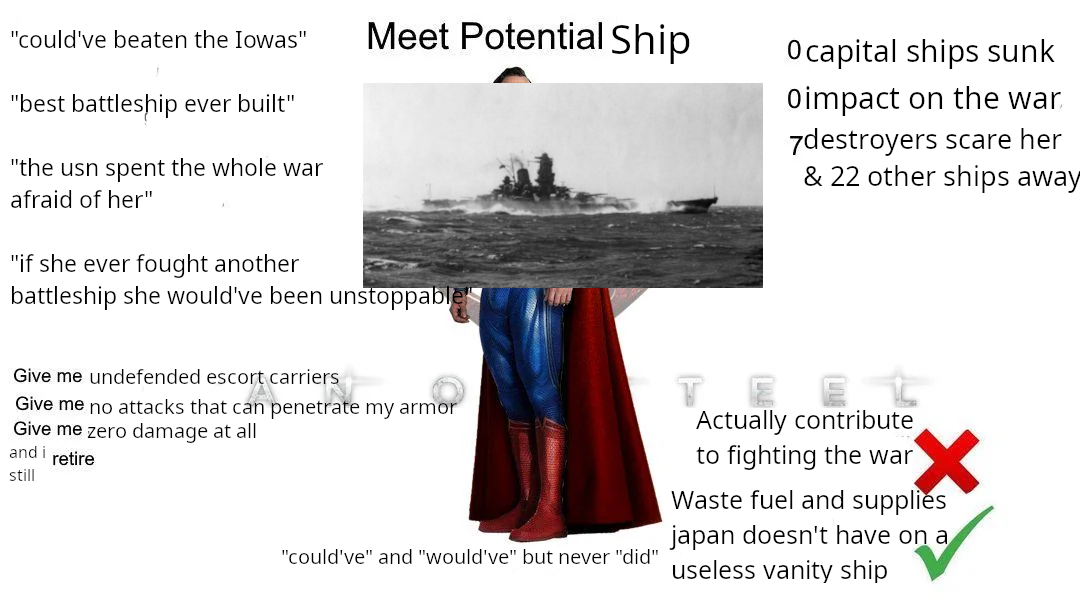 Meet Potential Ship
"could've beaten the Iowas"
"best battleship ever built"
"the usn spent the whole war
afraid of her"
"if she ever fought another
battleship she would've been unstoppable"
0 capital ships sunk
0 impact on the war
7 destroyers scare her
& 22 other ships away
Give me undefended escort carriers
Give me no attacks that can penetrate my armor
Give me zero damage at all
and i
still retire
A N O TEEL
Actually contribute
to fighting the war
Waste fuel and supplies
japan doesn't have on a
useless vanity ship
"could've" and "would've" but never "did"